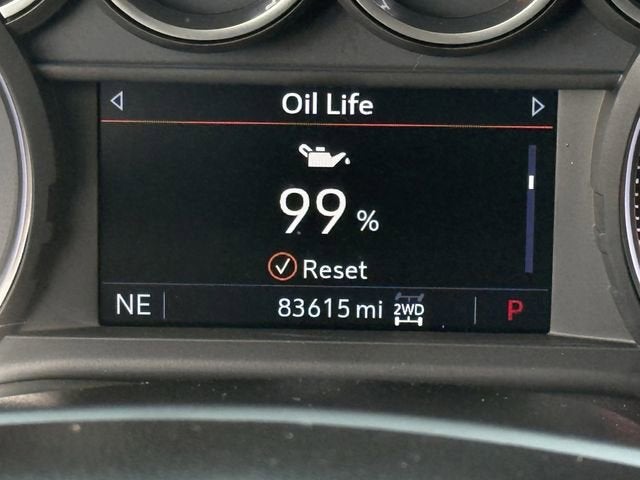 Oil Life
99 %
Reset
NE 83615 mi 2WD P